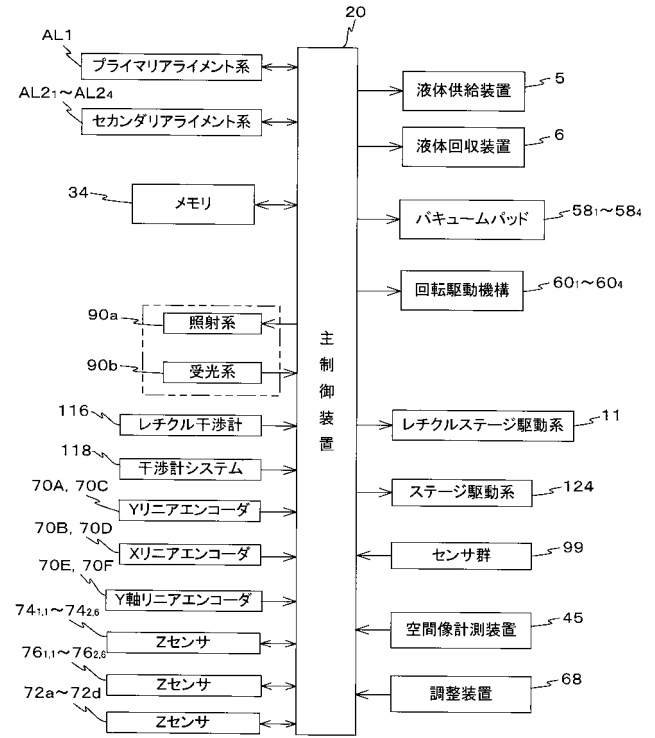 20
AL1
プライマリアライメント系
AL2₁〜AL2₄
セカンダリアライメント系
34
メモリ
90a
照射系
90b
受光系
116
レチクル干渉計
118
干渉計システム
70A, 70C
Yリニアエンコーダ
70B, 70D
Xリニアエンコーダ
70E, 70F
Y軸リニアエンコーダ
74₁,₁〜74₂,₆
Zセンサ
76₁,₁〜76₂,₆
Zセンサ
72a〜72d
Zセンサ
主制御装置
液体供給装置
5
液体回収装置
6
バキュームパッド
58₁〜58₄
回転駆動機構
60₁〜60₄
レチクルステージ駆動系
11
ステージ駆動系
124
センサ群
99
空間像計測装置
45
調整装置
68